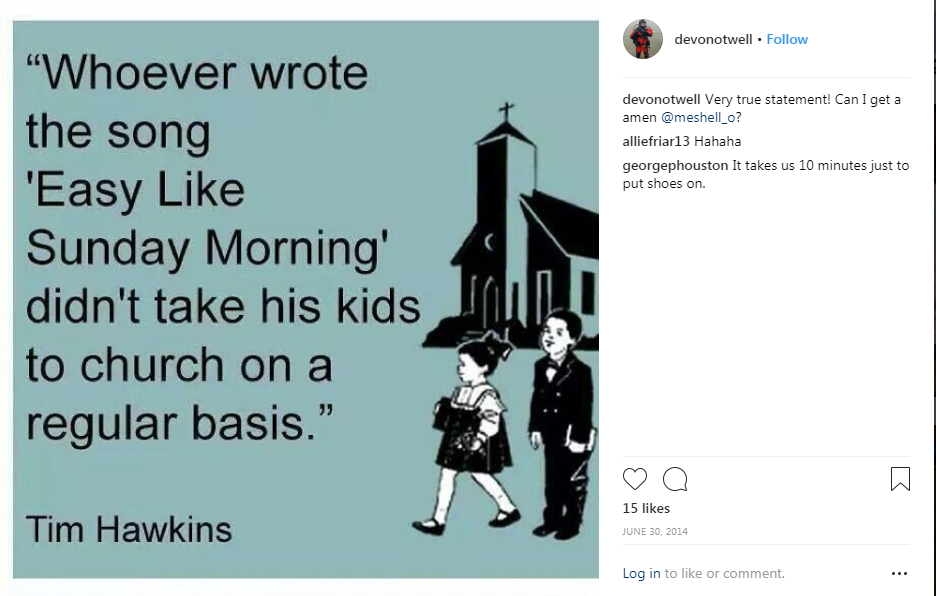 “Whoever wrote
the song
'Easy Like
Sunday Morning'
didn't take his kids
to church on a
regular basis.”
Tim Hawkins
devonotwell • Follow
devonotwell Very true statement! Can I get a
amen @meshell_o?
alliefriar13 Hahaha
georgephouston It takes us 10 minutes just to
put shoes on.
15 likes
JUNE 30, 2014
Log in to like or comment.